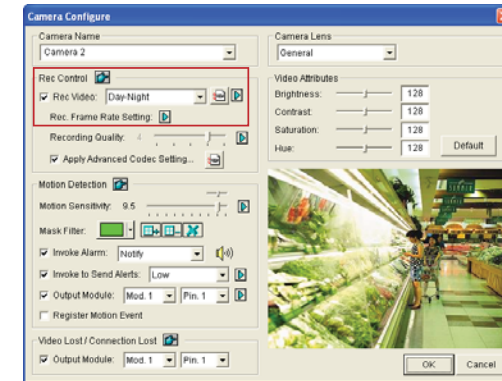 Camera Configure
Camera Name
Camera 2
Rec Control
Rec Video: Day-Night
Rec. Frame Rate Setting:
Recording Quality: 4
Apply Advanced Codec Setting...
Motion Detection
Motion Sensitivity: 9.5
Mask Filter:
Invoke Alarm: Notify
Invoke to Send Alerts: Low
Output Module: Mod. 1 Pin. 1
Register Motion Event
Video Lost / Connection Lost
Output Module: Mod. 1 Pin. 1
Camera Lens
General
Video Attributes
Brightness: 128
Contrast: 128
Saturation: 128
Hue: 128
Default
OK
Cancel